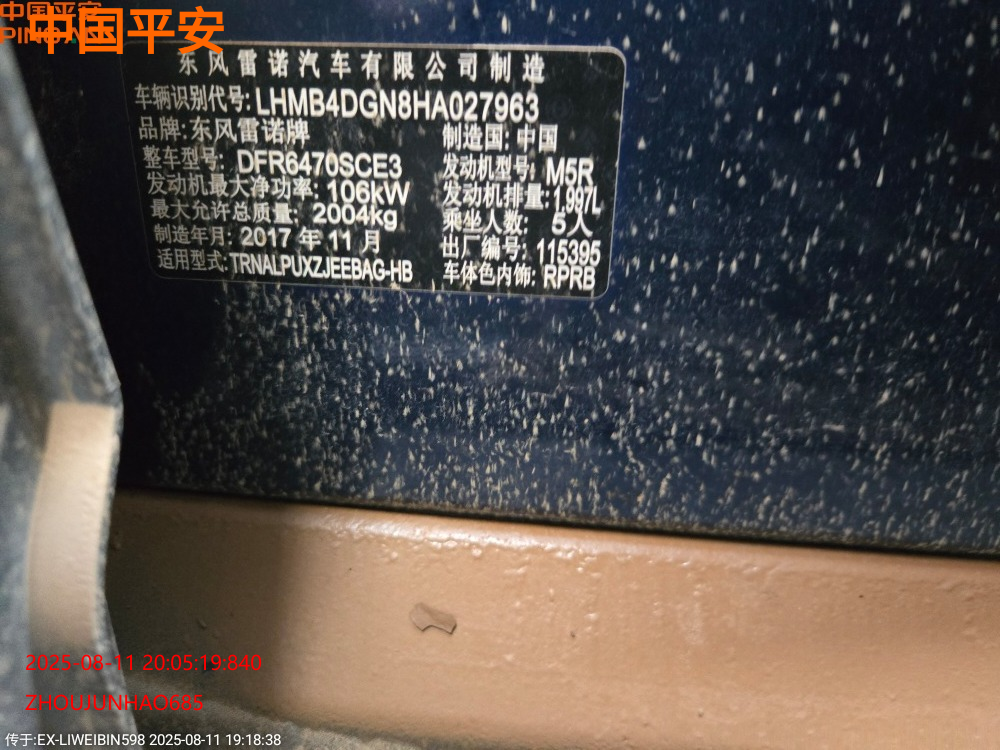 中国平安
PING AN
中国平安
东风雷诺汽车有限公司制造
车辆识别代号: LHMB4DGN8HA027963
品牌: 东风雷诺牌 制造国: 中国
整车型号: DFR6470SCE3 发动机型号: M5R
发动机最大净功率: 106kW 发动机排量: 1.997L
最大允许总质量: 2004kg 乘坐人数: 5人
制造年月: 2017年11月 出厂编号: 115395
适用型式: TRNALPUXZJEEBAG-HB 车体色内饰: RPRB
2025-08-11 20:05:19:840
ZHOUJUNHAO685
传于:EX-LIWEIBIN598 2025-08-11 19:18:38